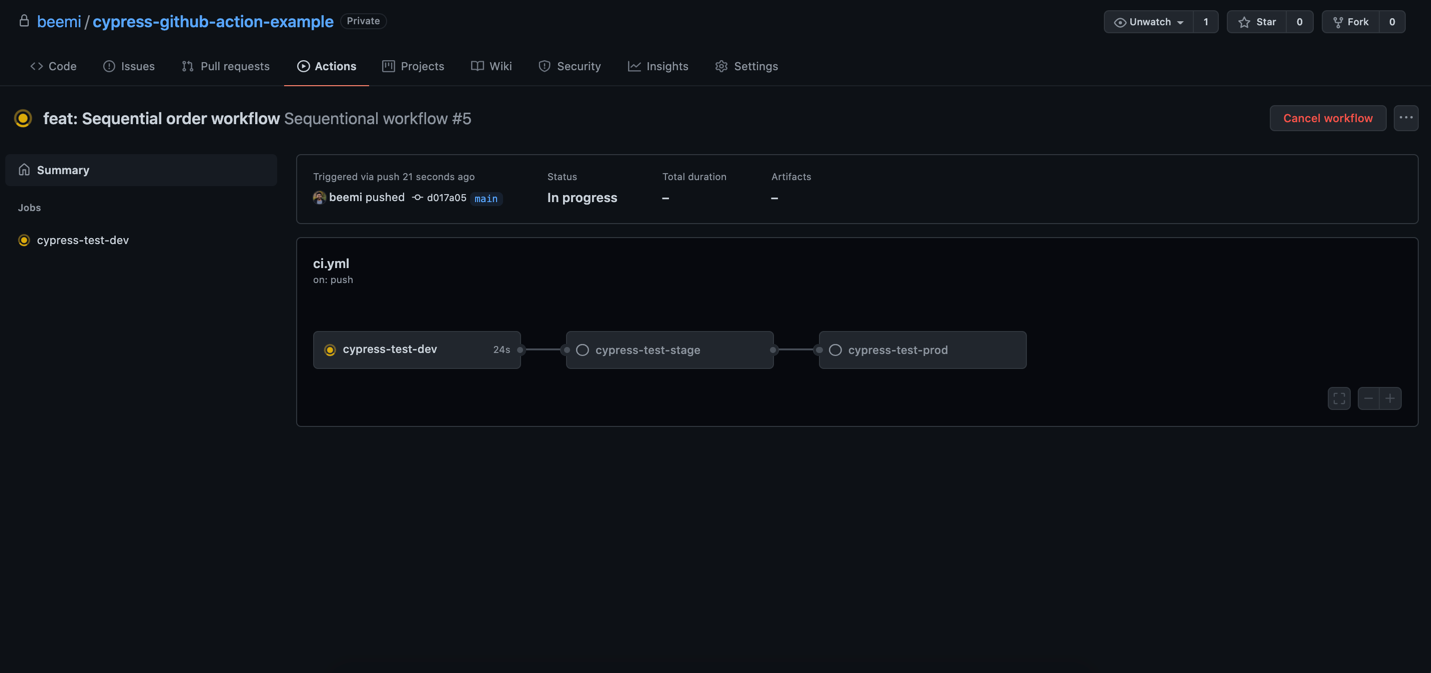 beemi / cypress-github-action-example Private Unwatch 1 Star 0 Fork 0
Code Issues Pull requests Actions Projects Wiki Security Insights Settings
feat: Sequential order workflow Sequentional workflow #5 Cancel workflow
Summary
Jobs
cypress-test-dev
Triggered via push 21 seconds ago
beemi pushed d017a05 main
Status
In progress
Total duration
–
Artifacts
–
ci.yml
on: push
cypress-test-dev 24s cypress-test-stage cypress-test-prod